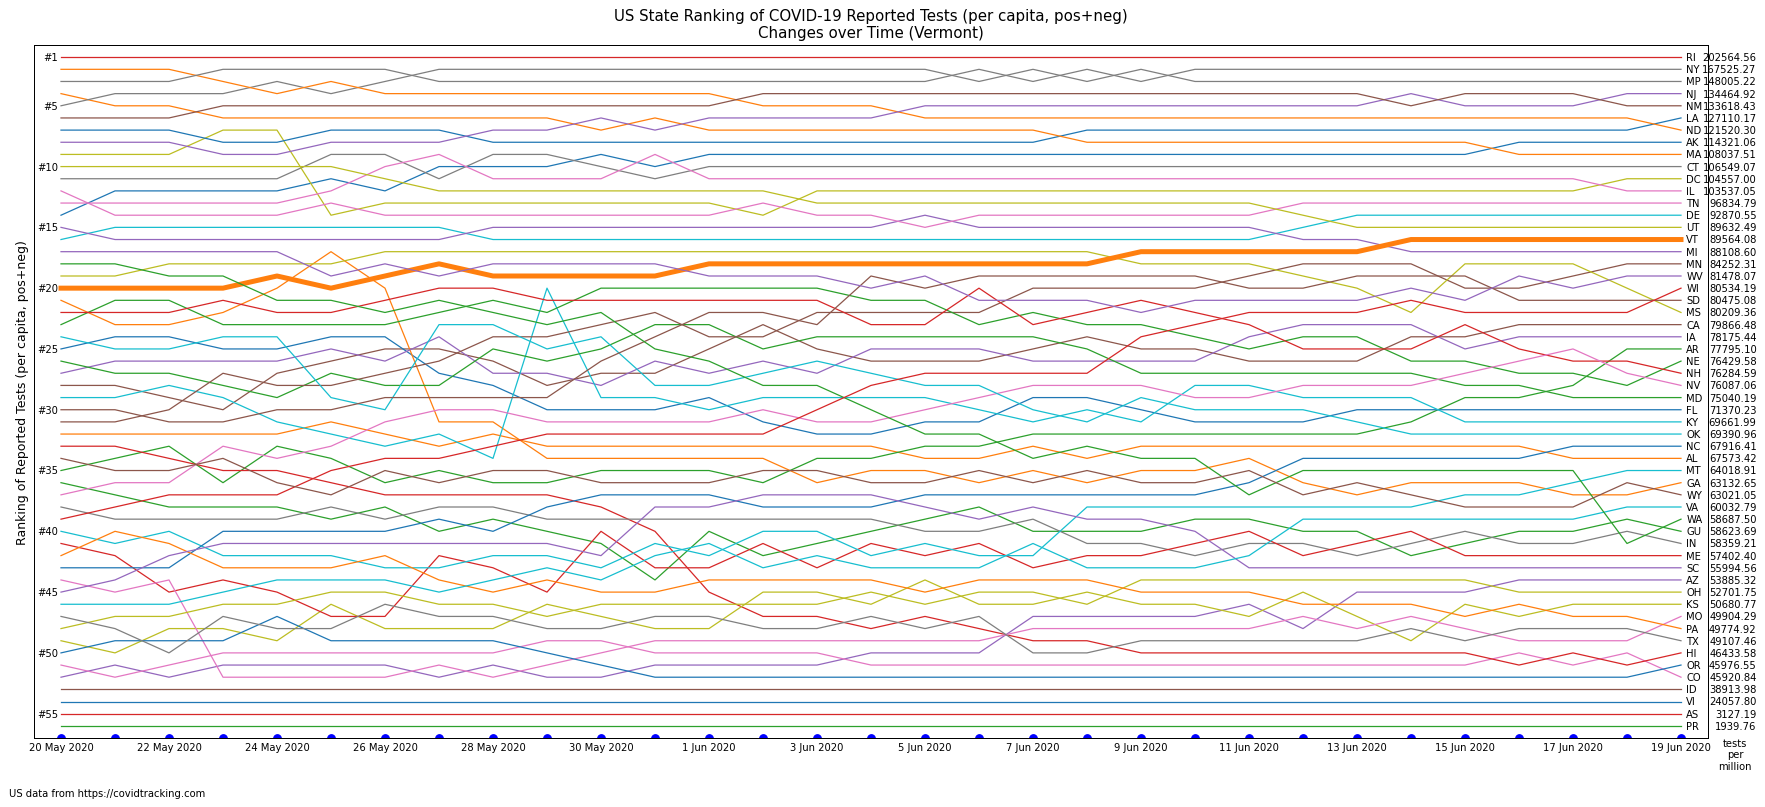 US State Ranking of COVID-19 Reported Tests (per capita, pos+neg)
Changes over Time (Vermont)
Ranking of Reported Tests (per capita, pos+neg)
#1
#5
#10
#15
#20
#25
#30
#35
#40
#45
#50
#55
RI 202564.56
NY 167525.27
MP 148005.22
NJ 134464.92
NM 133618.43
LA 127110.17
ND 121520.30
AK 114321.06
MA 108037.51
CT 106549.07
DC 104557.00
IL 103537.05
TN 96834.79
DE 92870.55
UT 89632.49
VT 89564.08
MI 88108.60
MN 84252.31
WV 81478.07
WI 80534.19
SD 80475.08
MS 80209.36
CA 79866.48
IA 78175.44
AR 77795.10
NE 76429.58
NH 76284.59
NV 76087.06
MD 75040.19
FL 71370.23
KY 69661.99
OK 69390.96
NC 67916.41
AL 67573.42
MT 64018.91
GA 63132.65
WY 63021.05
VA 60032.79
WA 58687.50
GU 58623.69
IN 58359.21
ME 57402.40
SC 55994.56
AZ 53885.32
OH 52701.75
KS 50680.77
MO 49904.29
PA 49774.92
TX 49107.46
HI 46433.58
OR 45976.55
CO 45920.84
ID 38913.98
VI 24057.80
AS 3127.19
PR 1939.76
20 May 2020 22 May 2020 24 May 2020 26 May 2020 28 May 2020 30 May 2020 1 Jun 2020 3 Jun 2020 5 Jun 2020 7 Jun 2020 9 Jun 2020 11 Jun 2020 13 Jun 2020 15 Jun 2020 17 Jun 2020 19 Jun 2020
tests
per
million
US data from https://covidtracking.com